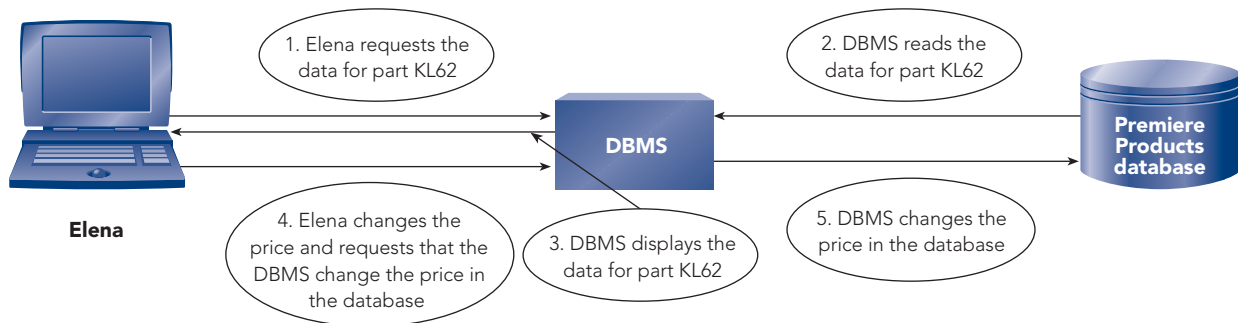 1. Elena requests the
data for part KL62
2. DBMS reads the
data for part KL62
DBMS
Premiere
Products
database
Elena
4. Elena changes the
price and requests that the
DBMS change the price in
the database
3. DBMS displays the
data for part KL62
5. DBMS changes the
price in the database